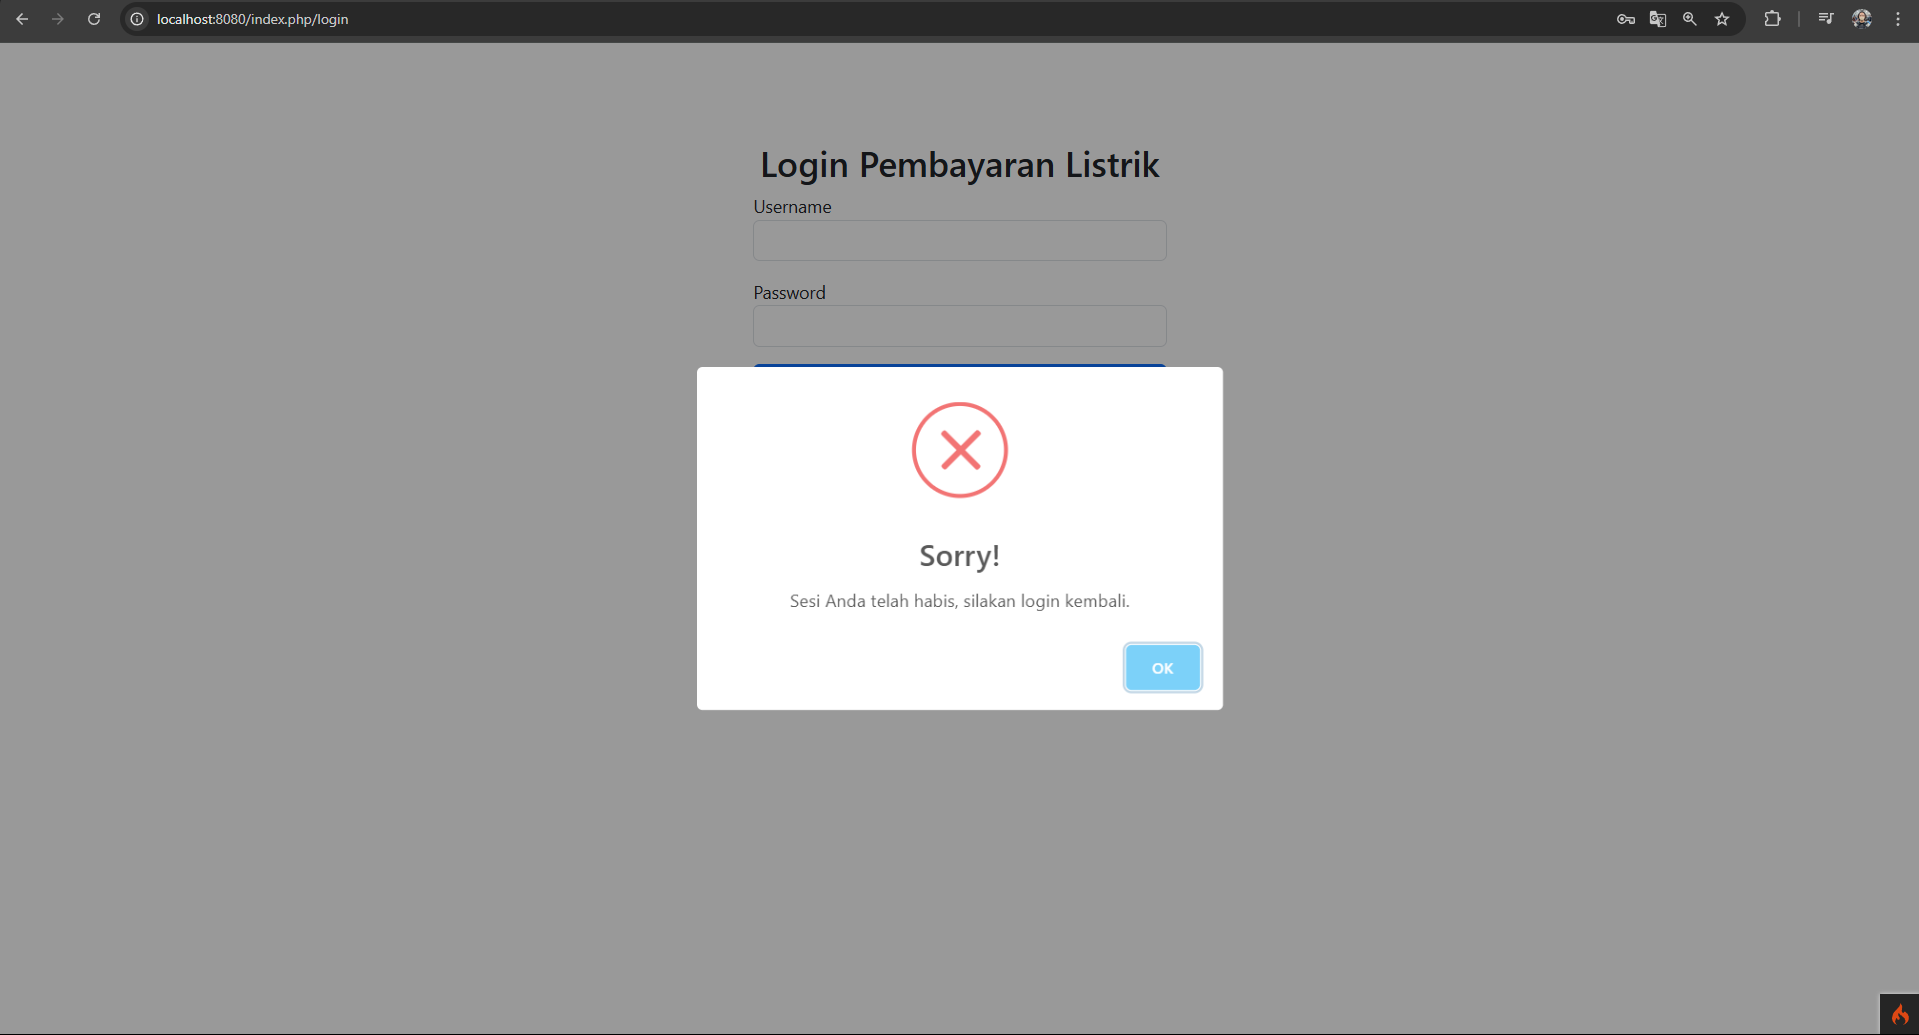 localhost:8080/index.php/login
Login Pembayaran Listrik
Username
Password
Sorry!
Sesi Anda telah habis, silakan login kembali.
OK